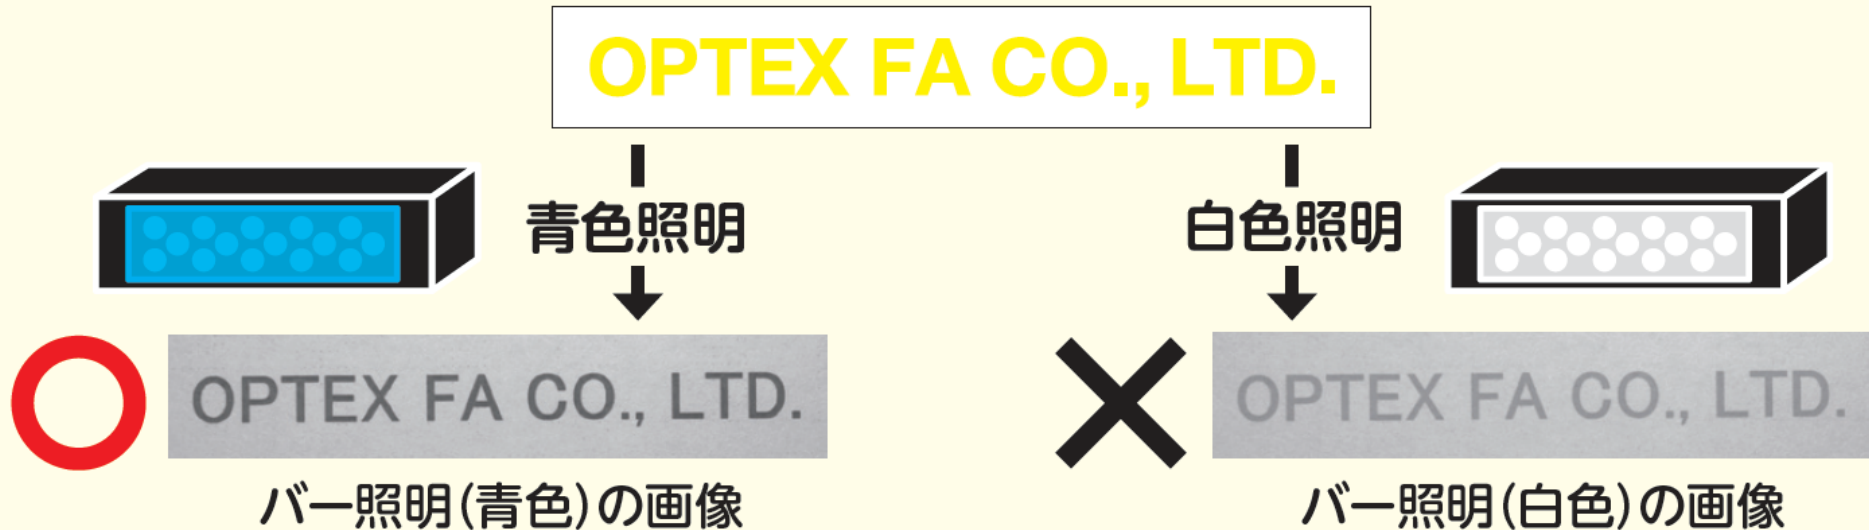 OPTEX FA CO., LTD.
青色照明
白色照明
OPTEX FA CO., LTD.
OPTEX FA CO., LTD.
バー照明(青色)の画像
バー照明(白色)の画像